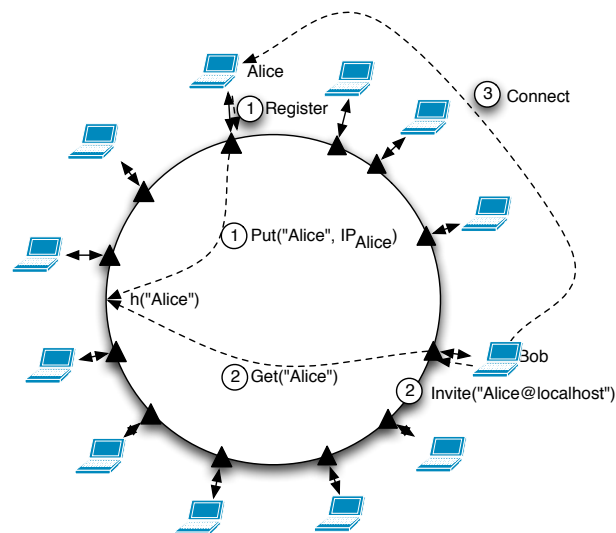 Alice
3 Connect
1 Register
1 Put("Alice", IPAlice)
h("Alice")
Bob
2 Get("Alice")
2 Invite("Alice@localhost")